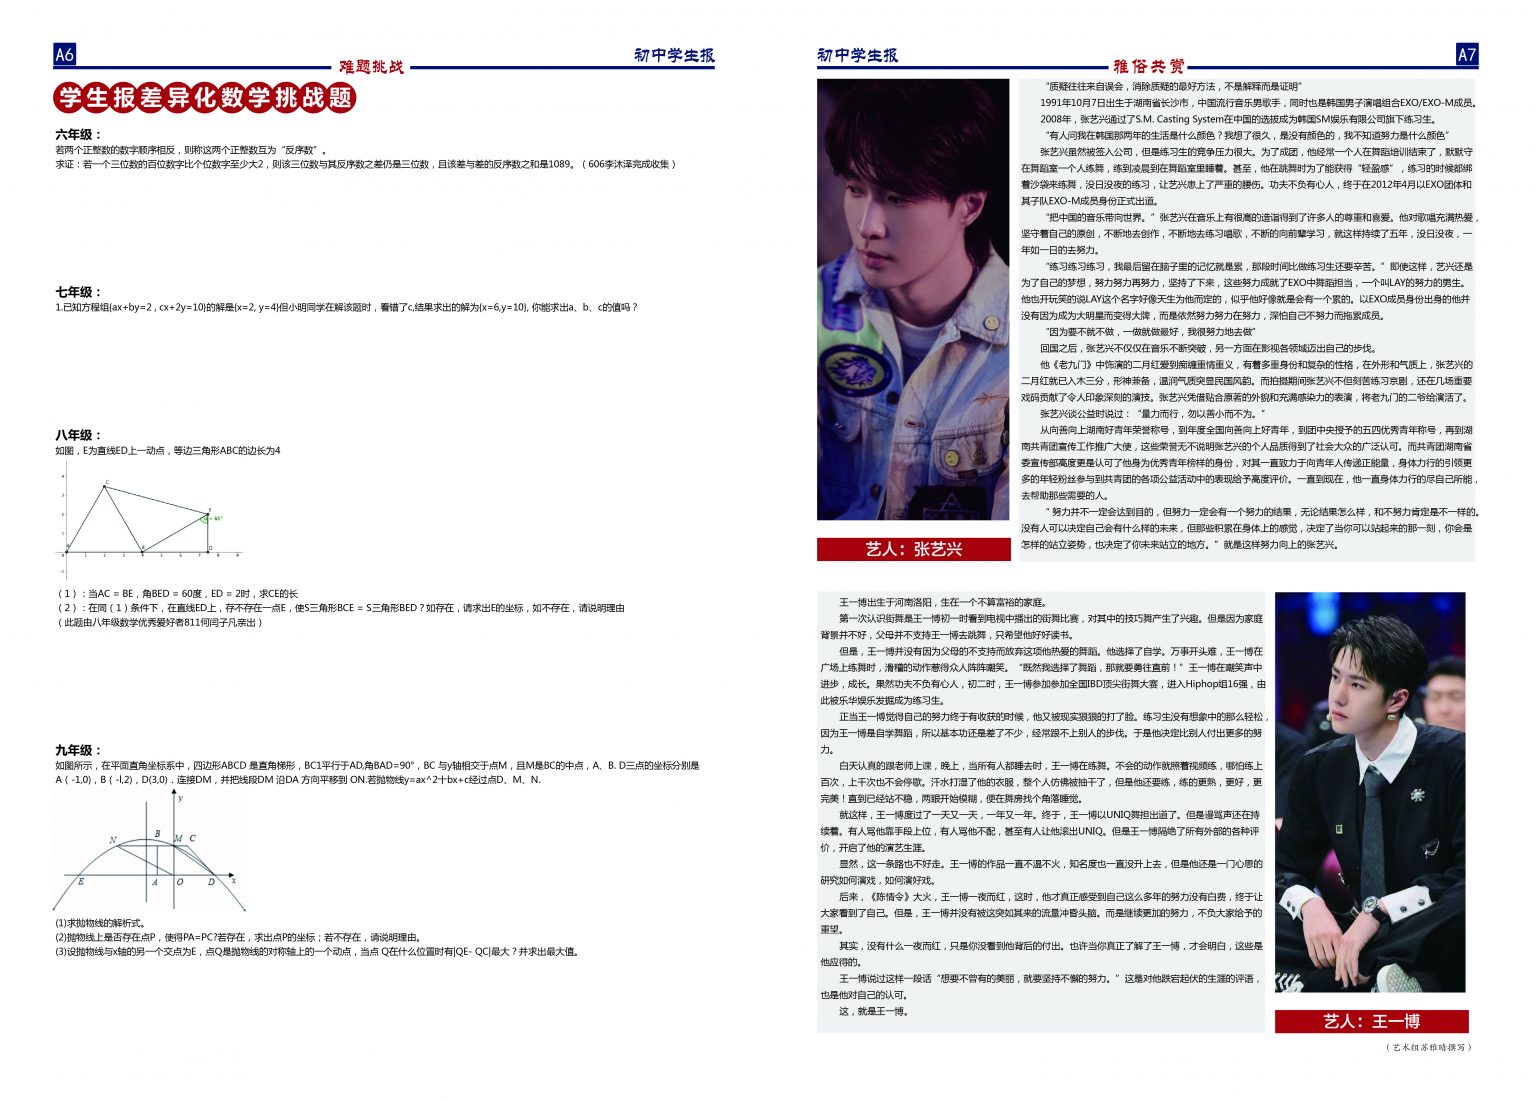 A6
难题挑战
初中学生报
学生报差异化数学挑战题
六年级：
若两个正整数的数字顺序相反，则称这两个正整数互为“反序数”。
求证：若一个三位数的百位数字比个位数字至少大2，则该三位数与其反序数之差仍是三位数，且该差与差的反序数之和是1089。（606李沐泽完成收集）
七年级：
1.已知方程组{ax+by=2 , cx+2y=10}的解是{x=2, y=4}但小明同学在解该题时，看错了c,结果求出的解为{x=6,y=10}, 你能求出a、b、c的值吗？
八年级：
如图，E为直线ED上一动点，等边三角形ABC的边长为4
（1）：当AC = BE，角BED = 60度，ED = 2时，求CE的长
（2）：在同（1）条件下，在直线ED上，存不存在一点E，使S三角形BCE = S三角形BED？如存在，请求出E的坐标，如不存在，请说明理由
（此题由八年级数学优秀爱好者811何闫子凡亲出）
九年级：
如图所示，在平面直角坐标系中，四边形ABCD 是直角梯形，BC1平行于AD,角BAD=90°，BC 与y轴相交于点M，且M是BC的中点，A、B. D三点的坐标分别是
A（-1,0)，B（-l,2)，D(3,0)．连接DM，并把线段DM 沿DA 方向平移到 ON.若抛物线y=ax^2十bx+c经过点D、M、N.
y
N B M C
E A O D x
(1)求抛物线的解析式。
(2)抛物线上是否存在点P，使得PA=PC?若存在，求出点P的坐标；若不存在，请说明理由。
(3)设抛物线与x轴的另一个交点为E，点Q是抛物线的对称轴上的另一个动点，当点 Q在什么位置时有|QE- QC|最大？并求出最大值。
初中学生报
雅俗共赏
A7
“质疑往往来自误会，消除质疑的最好方法，不是解释而是证明”
1991年10月7日出生于湖南省长沙市，中国流行音乐男歌手，同时也是韩国男子演唱组合EXO/EXO-M成员。
2008年，张艺兴通过了S.M. Casting System在中国的选拔成为韩国SM娱乐有限公司旗下练习生。
“有人问我在韩国那两年的生活是什么颜色？我想了很久，是没有颜色的，我不知道努力是什么颜色”
张艺兴虽然被签入公司，但是练习生的竞争压力很大。为了成团，他经常一个人在舞蹈培训结束了，默默守
在舞蹈室一个人练舞，练到凌晨到在舞蹈室里睡着。甚至，他在跳舞时为了能获得“轻盈感”，练习的时候都绑
着沙袋来练舞，没日没夜的练习，让艺兴患上了严重的腰伤。功夫不负有心人，终于在2012年4月以EXO团体和
其子队EXO-M成员身份正式出道。
“把中国的音乐带向世界。”张艺兴在音乐上有很高的造诣得到了许多人的尊重和喜爱。他对歌唱充满热爱，
坚守着自己的原创，不断地去创作，不断地去练习唱歌，不断的向前辈学习，就这样持续了五年，没日没夜，一
年如一日的去努力。
“练习练习练习，我最后留在脑子里的记忆就是累，那段时间比做练习生还要辛苦。”即使这样，艺兴还是
为了自己的梦想，努力努力再努力，坚持了下来，这些努力成就了EXO中舞蹈担当，一个叫LAY的努力的男生。
他也开玩笑的说LAY这个名字好像天生为他而定的，似乎他好像就是会有一个累的。以EXO成员身份出身的他并
没有因为成为大明星而变得大牌，而是依然努力努力在努力，深怕自己不努力而拖累成员。
“因为要不就不做，一做就做最好，我很努力地去做”
回国之后，张艺兴不仅仅在音乐不断突破，另一方面在影视各领域迈出自己的步伐。
他《老九门》中饰演的二月红爱到痴缠重情重义，有着多重身份和复杂的性格，在外形和气质上，张艺兴的
二月红就已入木三分，形神兼备，温润气质突显民国风韵。而拍摄期间张艺兴不但刻苦练习京剧，还在几场重要
戏码贡献了令人印象深刻的演技。张艺兴凭借贴合原著的外貌和充满感染力的表演，将老九门的二爷给演活了。
张艺兴谈公益时说过：“量力而行，勿以善小而不为。”
从向善向上湖南好青年荣誉称号，到年度全国向善向上好青年，到团中央授予的五四优秀青年称号，再到湖
南共青团宣传工作推广大使，这些荣誉无不说明张艺兴的个人品质得到了社会大众的广泛认可。而共青团湖南省
委宣传部高度更是认可了他身为优秀青年榜样的身份，对其一直致力于向青年人传递正能量，身体力行的引领更
多的年轻粉丝参与到共青团的各项公益活动中的表现给予高度评价。一直到现在，他一直身体力行的尽自己所能，
去帮助那些需要的人。
“ 努力并不一定会达到目的，但努力一定会有一个努力的结果，无论结果怎么样，和不努力肯定是不一样的。
没有人可以决定自己会有什么样的未来，但那些积累在身体上的感觉，决定了当你可以站起来的那一刻，你会是
怎样的站立姿势，也决定了你未来站立的地方。”就是这样努力向上的张艺兴。
艺人：张艺兴
王一博出生于河南洛阳，生在一个不算富裕的家庭。
第一次认识街舞是王一博初一时看到电视中播出的街舞比赛，对其中的技巧舞产生了兴趣。但是因为家庭
背景并不好，父母并不支持王一博去跳舞，只希望他好好读书。
但是，王一博并没有因为父母的不支持而放弃这项他热爱的舞蹈。他选择了自学。万事开头难，王一博在
广场上练舞时，滑稽的动作惹得众人阵阵嘲笑。“既然我选择了舞蹈，那就要勇往直前！”王一博在嘲笑声中
进步，成长。果然功夫不负有心人，初二时，王一博参加参加全国IBD顶尖街舞大赛，进入Hiphop组16强，由
此被乐华娱乐发掘成为练习生。
正当王一博觉得自己的努力终于有收获的时候，他又被现实狠狠的打了脸。练习生没有想象中的那么轻松，
因为王一博是自学舞蹈，所以基本功还是差了不少，经常跟不上别人的步伐。于是他决定比别人付出更多的努
力。
白天认真的跟老师上课，晚上，当所有人都睡去时，王一博在练舞。不会的动作就照着视频练，哪怕练上
百次，上千次也不会停歇。汗水打湿了他的衣服，整个人仿佛被抽干了，但是他还要练，练的更熟，更好，更
完美！直到已经站不稳，两眼开始模糊，便在舞房找个角落睡觉。
就这样，王一博度过了一天又一天，一年又一年。终于，王一博以UNIQ舞担出道了。但是谩骂声还在持
续着。有人骂他靠手段上位，有人骂他不配，甚至有人让他滚出UNIQ。但是王一博隔绝了所有外部的各种评
价，开启了他的演艺生涯。
显然，这一条路也不好走。王一博的作品一直不温不火，知名度也一直没升上去，但是他还是一门心思的
研究如何演戏，如何演好戏。
后来，《陈情令》大火，王一博一夜而红，这时，他才真正感受到自己这么多年的努力没有白费，终于让
大家看到了自己。但是，王一博并没有被这突如其来的流量冲昏头脑。而是继续更加的努力，不负大家给予的
重望。
其实，没有什么一夜而红，只是你没看到他背后的付出。也许当你真正了解了王一博，才会明白，这些是
他应得的。
王一博说过这样一段话“想要不曾有的美丽，就要坚持不懈的努力。”这是对他跌宕起伏的生涯的评语，
也是他对自己的认可。
这，就是王一博。
艺人：王一博
（艺术组苏雅晴撰写）